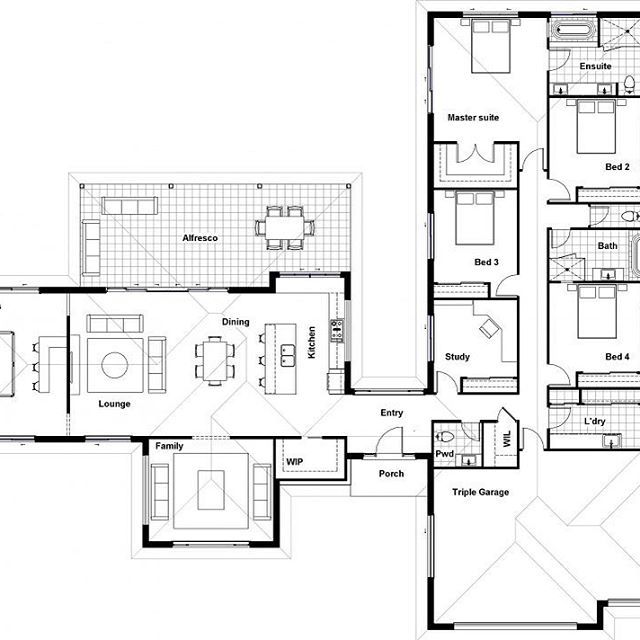 Ensuite
Master suite
Bed 2
Alfresco
Bath
Bed 3
Dining
Kitchen
Study
Bed 4
Lounge
Entry
L'dry
Family
WIP
Pwd
WIL
Porch
Triple Garage